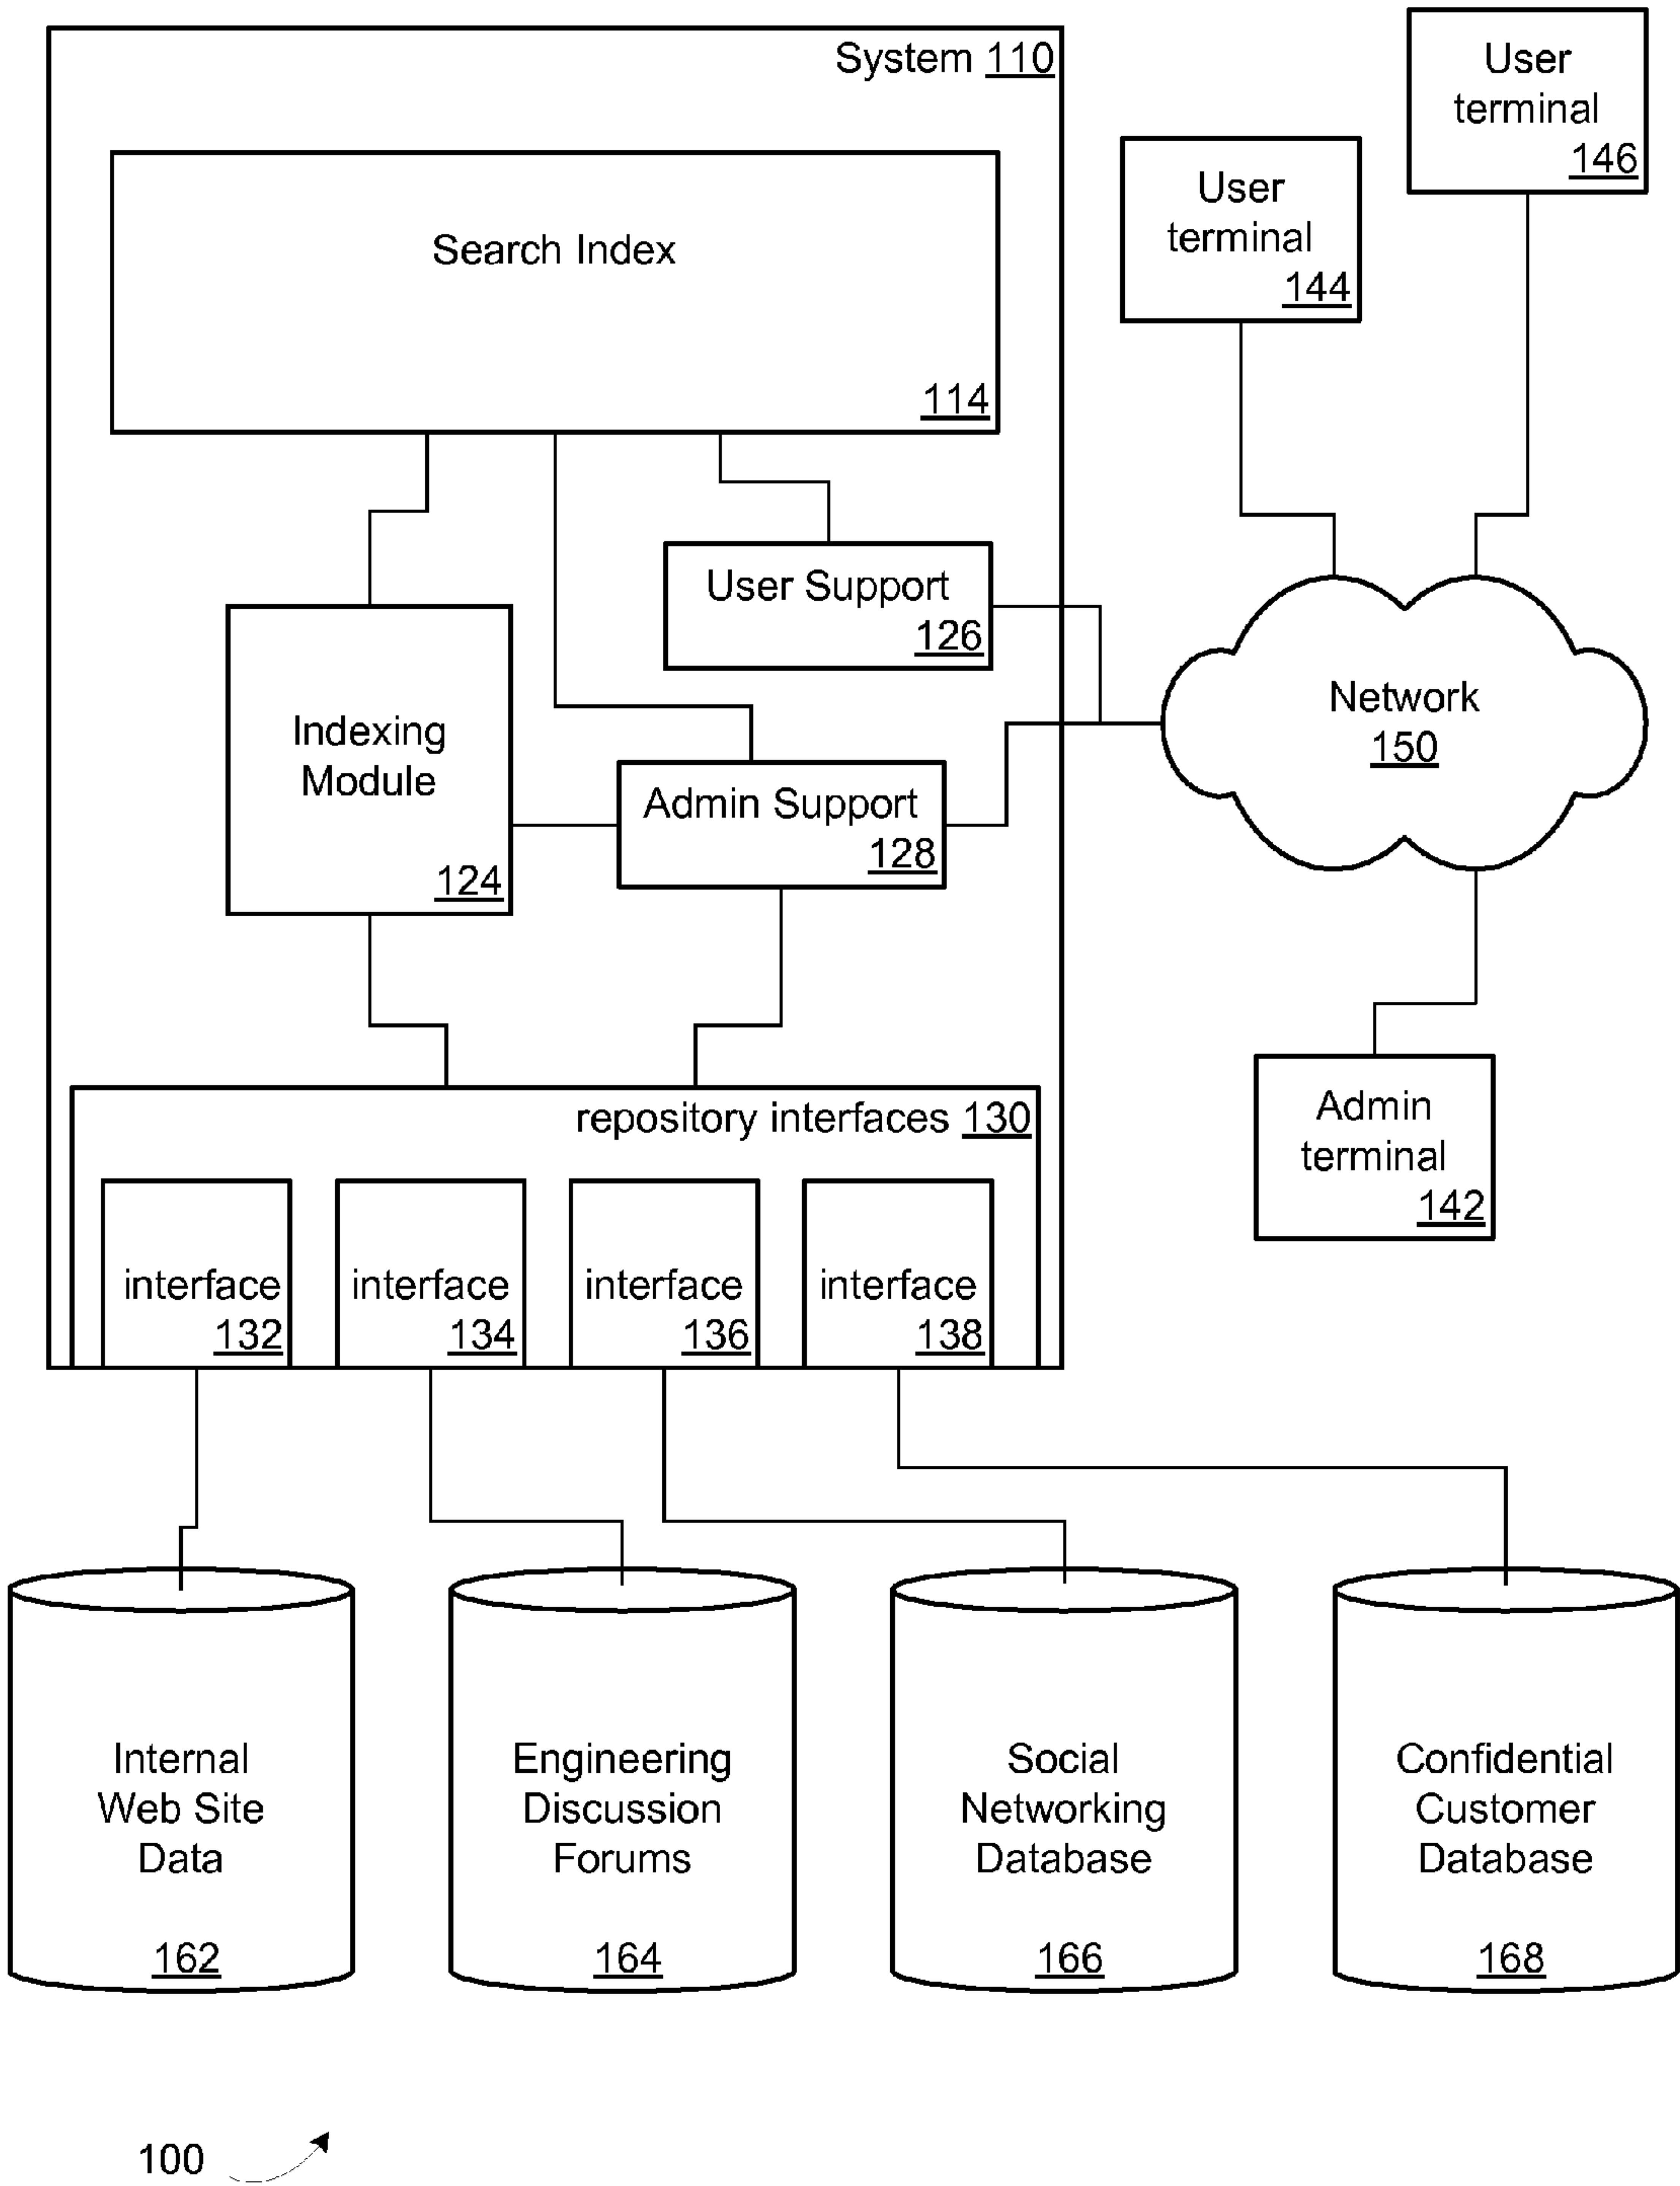 System 110
User
terminal
146
User
terminal
144
Search Index
114
User Support
126
Indexing
Module
124
Admin Support
128
Network
150
repository interfaces 130
Admin
terminal
142
interface
132
interface
134
interface
136
interface
138
Internal
Web Site
Data
162
Engineering
Discussion
Forums
164
Social
Networking
Database
166
Confidential
Customer
Database
168
100